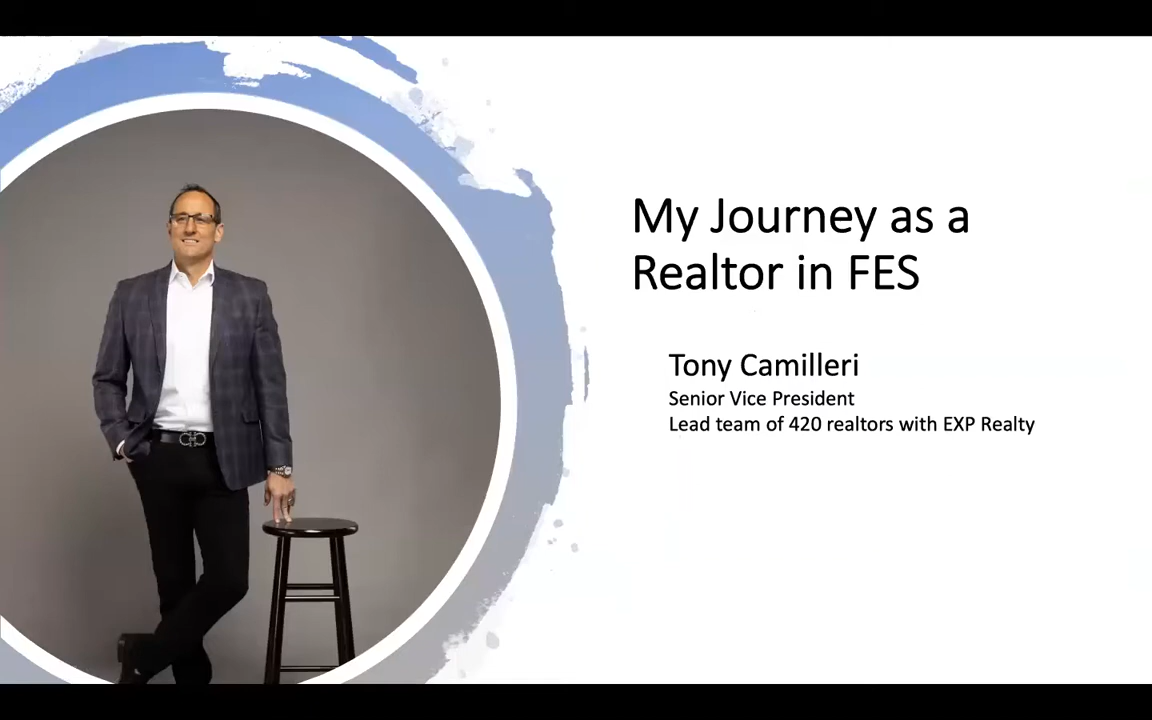 My Journey as a
Realtor in FES
Tony Camilleri
Senior Vice President
Lead team of 420 realtors with EXP Realty